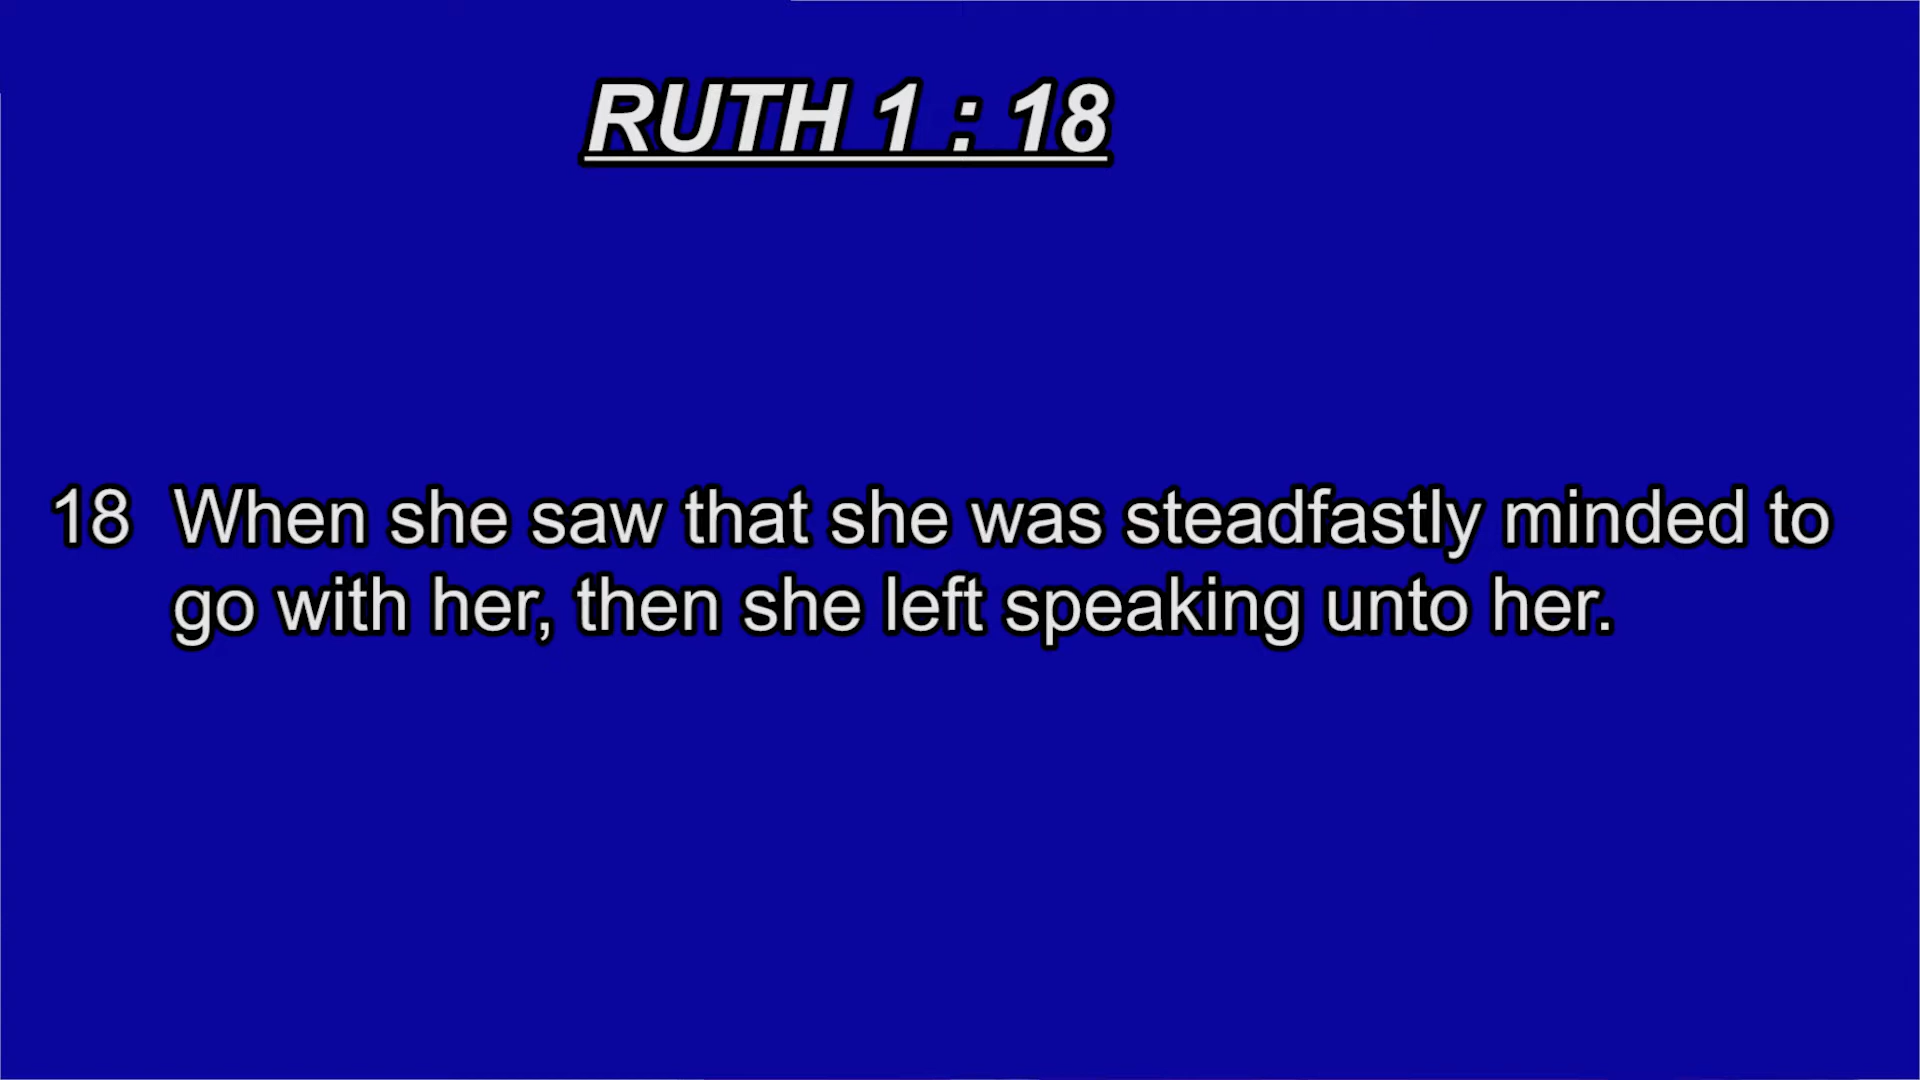 RUTH 1 : 18
18 When she saw that she was steadfastly minded to
go with her, then she left speaking unto her.